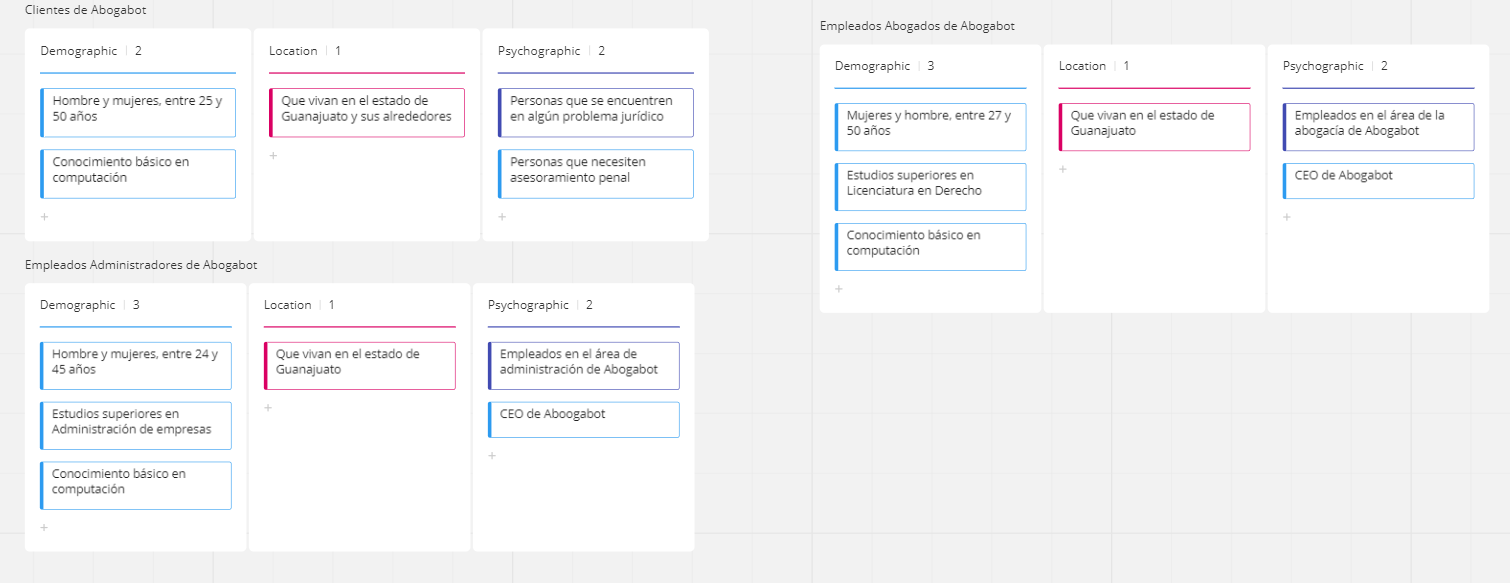 Clientes de Abogabot
Demographic | 2
Hombre y mujeres, entre 25 y
50 años
Conocimiento básico en
computación
+
Location | 1
Que vivan en el estado de
Guanajuato y sus alrededores
+
Psychographic | 2
Personas que se encuentren
en algún problema jurídico
Personas que necesiten
asesoramiento penal
+
Empleados Abogados de Abogabot
Demographic | 3
Mujeres y hombre, entre 27 y
50 años
Estudios superiores en
Licenciatura en Derecho
Conocimiento básico en
computación
+
Location | 1
Que vivan en el estado de
Guanajuato
+
Psychographic | 2
Empleados en el área de la
abogacía de Abogabot
CEO de Abogabot
+
Empleados Administradores de Abogabot
Demographic | 3
Hombre y mujeres, entre 24 y
45 años
Estudios superiores en
Administración de empresas
Conocimiento básico en
computación
+
Location | 1
Que vivan en el estado de
Guanajuato
+
Psychographic | 2
Empleados en el área de
administración de Abogabot
CEO de Aboogabot
+